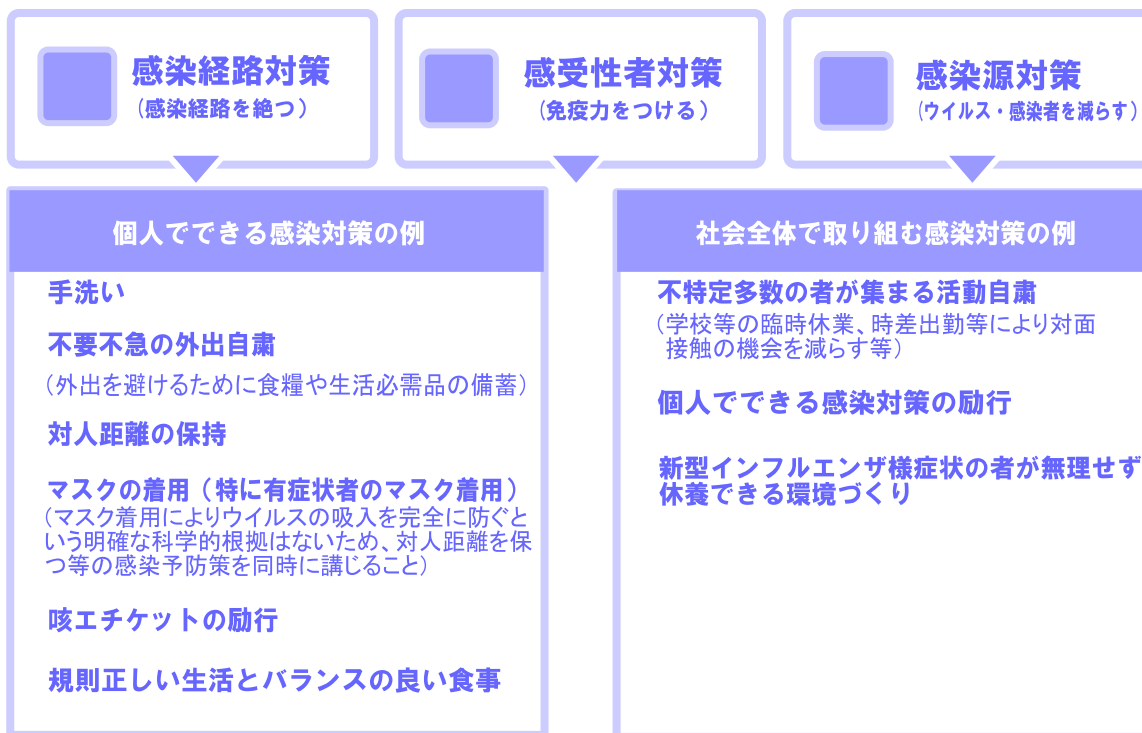 感染経路対策
（感染経路を絶つ）
感受性者対策
（免疫力をつける）
感染源対策
（ウイルス・感染者を減らす）
個人でできる感染対策の例
手洗い
不要不急の外出自粛
（外出を避けるために食糧や生活必需品の備蓄）
対人距離の保持
マスクの着用（特に有症状者のマスク着用）
（マスク着用によりウイルスの吸入を完全に防ぐと
いう明確な科学的根拠はないため、対人距離を保
つ等の感染予防策を同時に講じること）
咳エチケットの励行
規則正しい生活とバランスの良い食事
社会全体で取り組む感染対策の例
不特定多数の者が集まる活動自粛
（学校等の臨時休業、時差出勤等により対面
接触の機会を減らす等）
個人でできる感染対策の励行
新型インフルエンザ様症状の者が無理せず
休養できる環境づくり